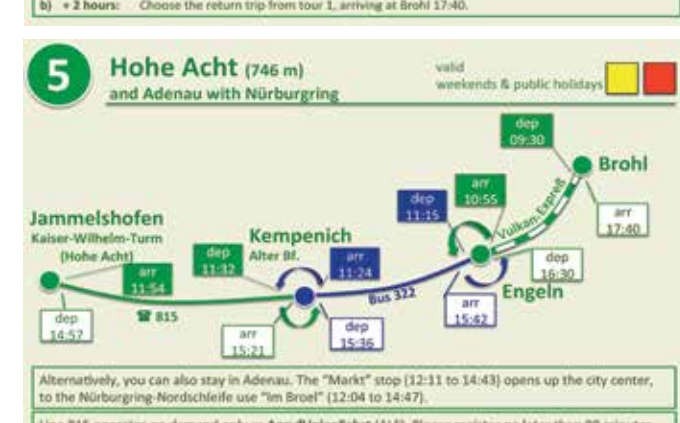 b) + 2 hours: Choose the return trip from tour 1, arriving at Brohl 17:40.
5
Hohe Acht (746 m)
and Adenau with Nürburgring
valid
weekends & public holidays
dep
09:30
Brohl
arr
17:40
Vulkan-Expreß
arr
10:55
dep
11:15
dep
16:30
Engeln
arr
15:42
Jammelshofen
Kaiser-Wilhelm-Turm
(Hohe Acht)
Kempenich
Alter Bf.
dep
11:32
arr
11:24
arr
11:54
Bus 322
☎ 815
dep
14:57
arr
15:21
dep
15:36
Alternatively, you can also stay in Adenau. The "Markt" stop (12:11 to 14:43) opens up the city center,
to the Nürburgring-Nordschleife use "Im Broel" (12:04 to 14:47).